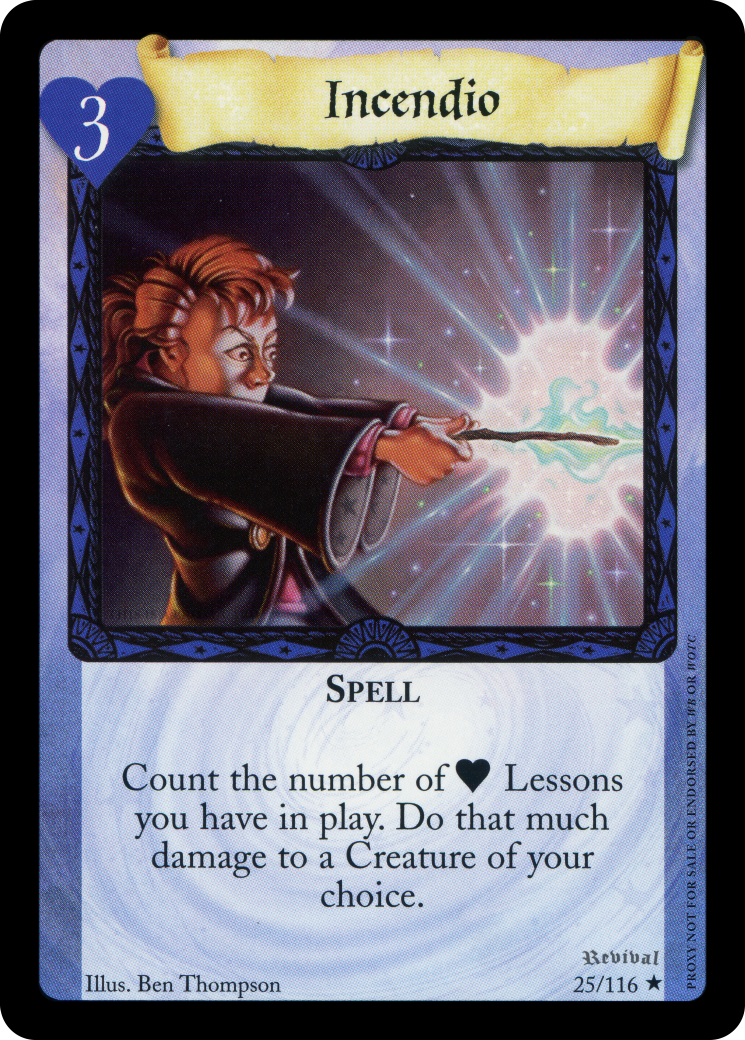 3
Incendio
SPELL
Count the number of ♥ Lessons
you have in play. Do that much
damage to a Creature of your
choice.
Revival
Illus. Ben Thompson
25/116 ★
PROXY NOT FOR SALE OR ENDORSED BY WB OR WOTC